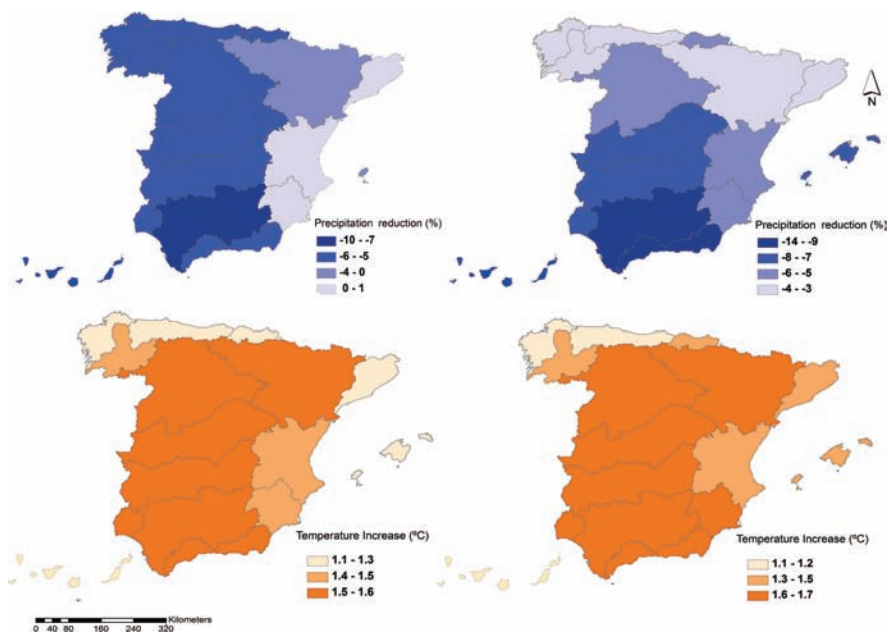 N
Precipitation reduction (%)
-10 - -7
-6 - -5
-4 - 0
0 - 1
Precipitation reduction (%)
-14 - -9
-8 - -7
-6 - -5
-4 - -3
Temperature Increase (ºC)
1.1 - 1.3
1.4 - 1.5
1.5 - 1.6
Temperature Increase (ºC)
1.1 - 1.2
1.3 - 1.5
1.6 - 1.7
Kilometers
0 40 80 160 240 320